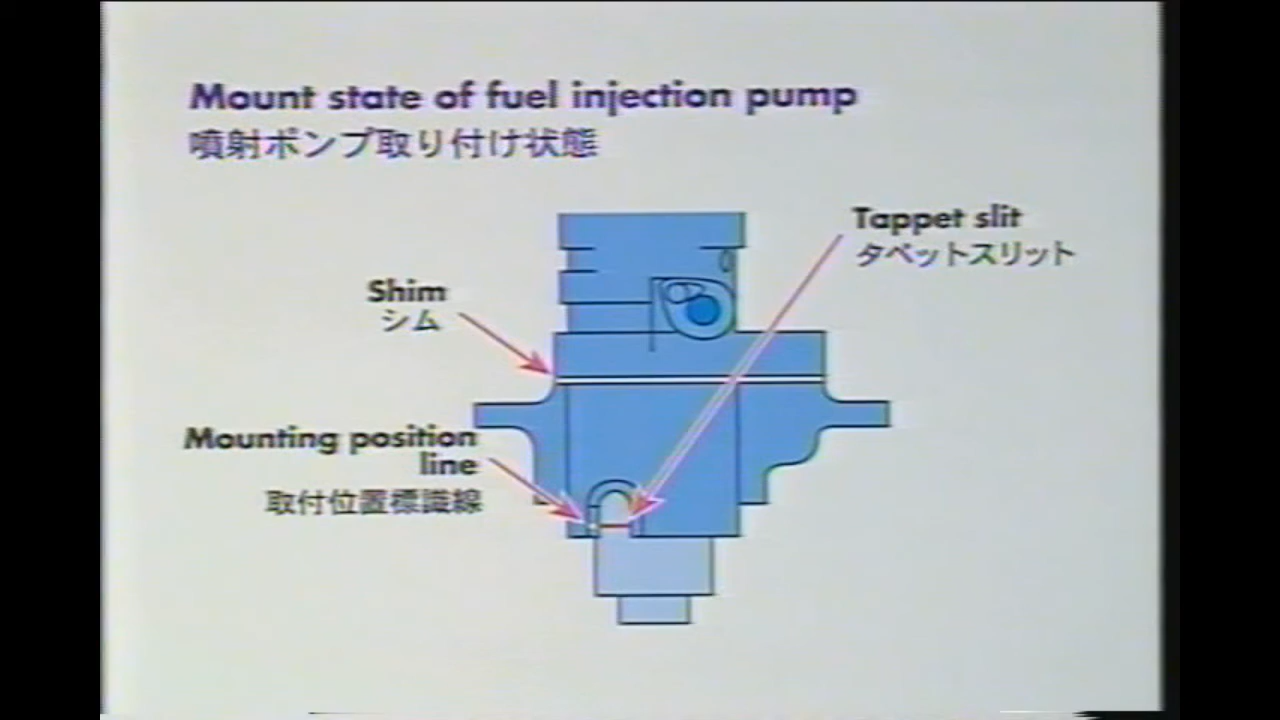 Mount state of fuel injection pump
噴射ポンプ取り付け状態
Tappet slit
タペットスリット
Shim
シム
Mounting position
line
取付位置標識線